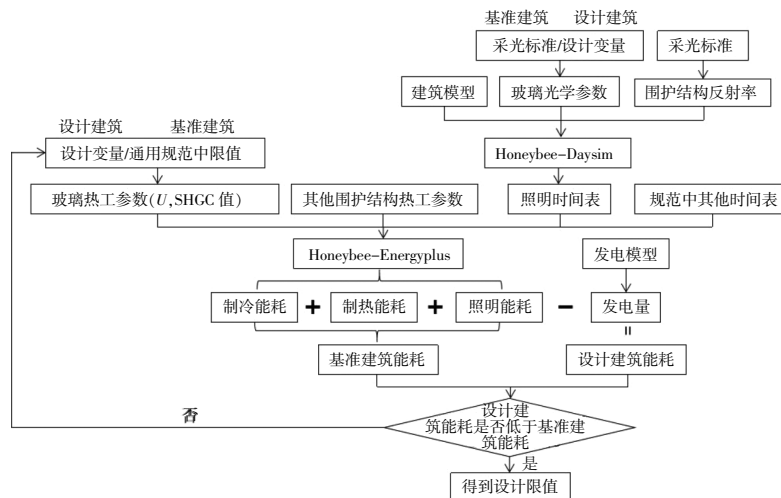 基准建筑 设计建筑
采光标准/设计变量
采光标准
建筑模型
玻璃光学参数
围护结构反射率
设计建筑 基准建筑
设计变量/通用规范中限值
Honeybee-Daysim
玻璃热工参数(U,SHGC 值)
其他围护结构热工参数
照明时间表
规范中其他时间表
Honeybee-Energyplus
发电模型
制冷能耗 + 制热能耗 + 照明能耗 − 发电量
=
基准建筑能耗
设计建筑能耗
否
设计建
筑能耗是否低于基准建
筑能耗
是
得到设计限值